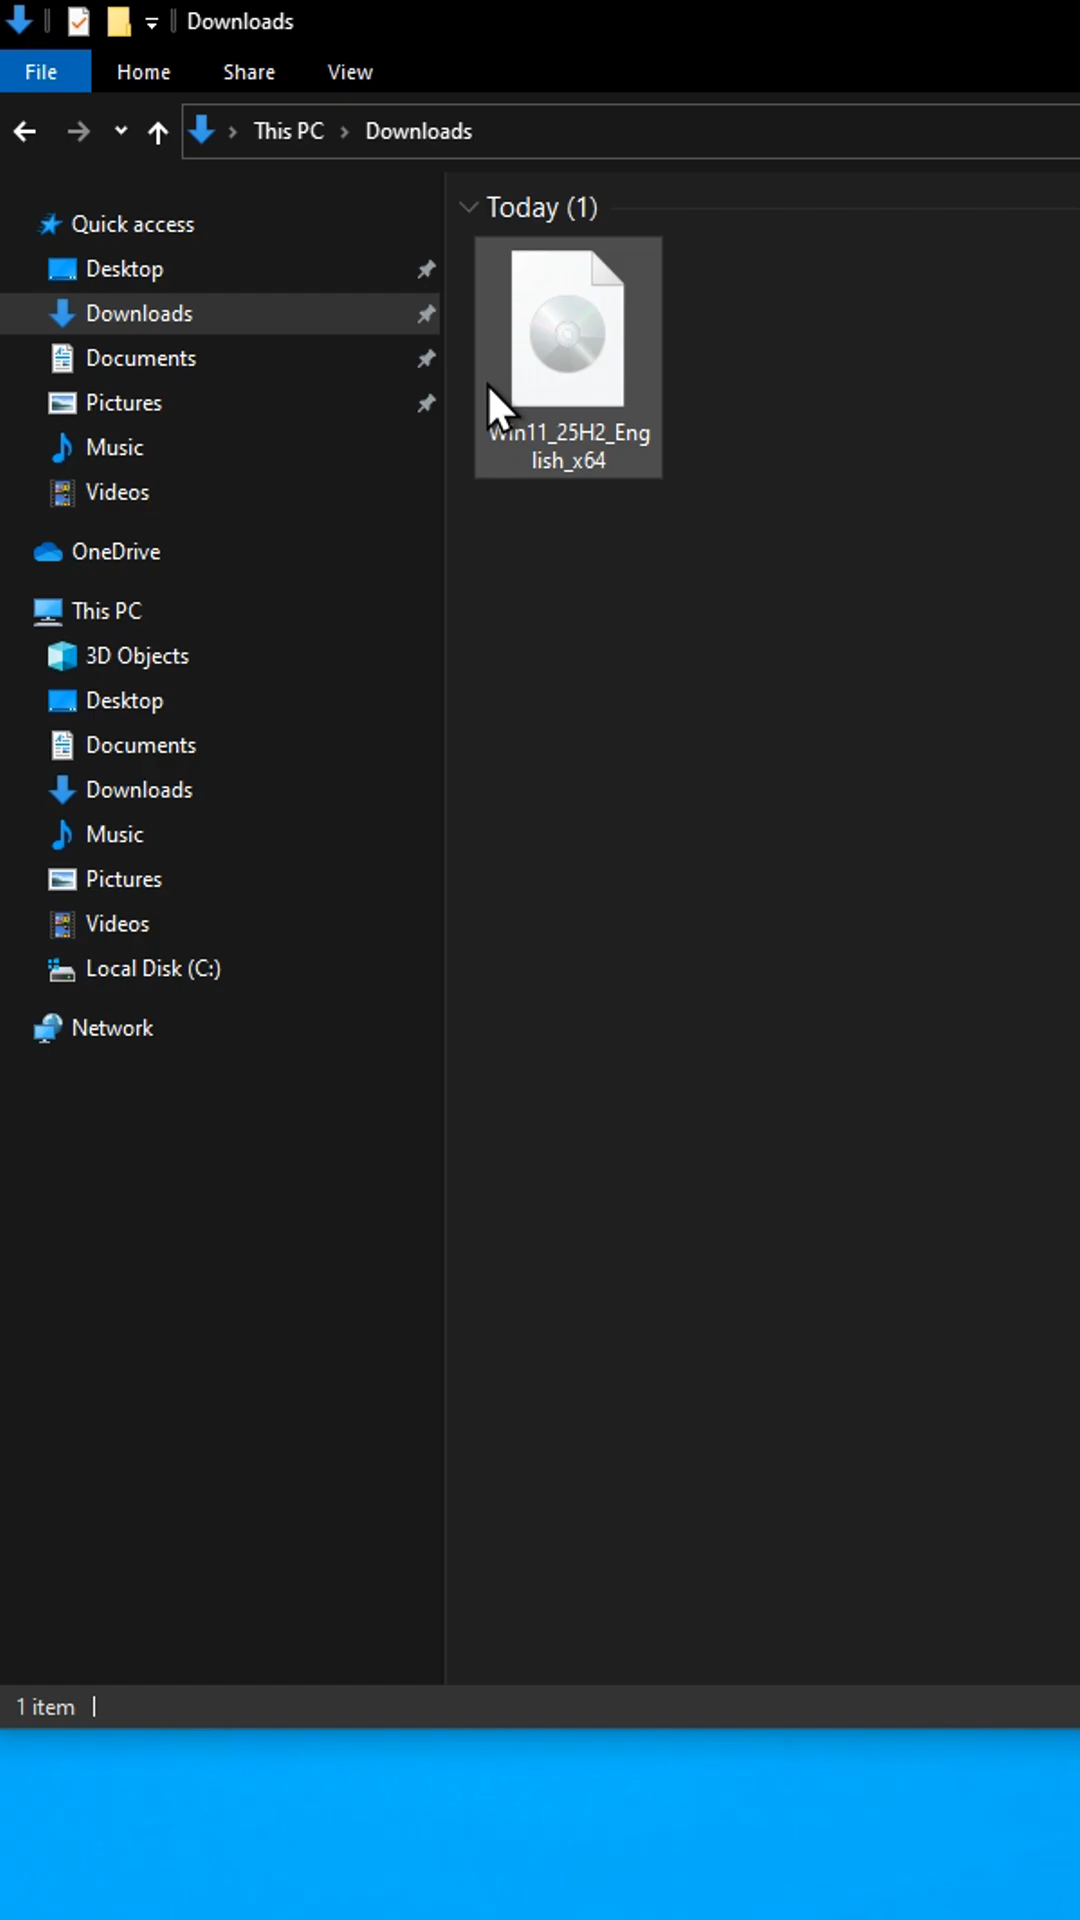 Downloads
File Home Share View
This PC Downloads
Today (1)
Quick access
Desktop
Downloads
Documents
Pictures
Music
Videos
OneDrive
This PC
3D Objects
Desktop
Documents
Downloads
Music
Pictures
Videos
Local Disk (C:)
Network
Win11_25H2_Eng
lish_x64
1 item